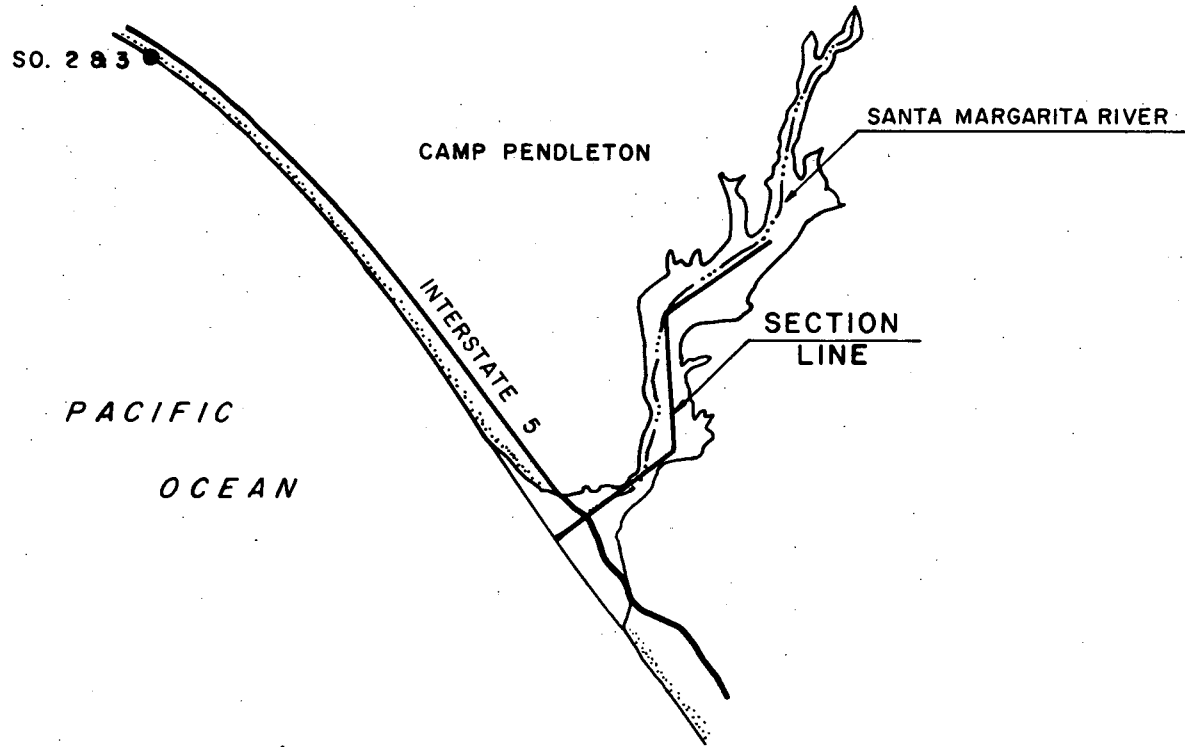 SO. 2 & 3
SANTA MARGARITA RIVER
CAMP PENDLETON
INTERSTATE 5
SECTION
LINE
PACIFIC
OCEAN